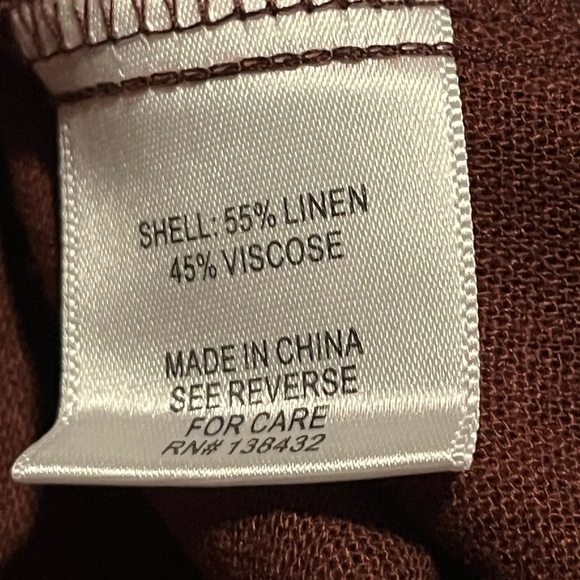 SHELL: 55% LINEN
45% VISCOSE
MADE IN CHINA
SEE REVERSE
FOR CARE
RN# 138432